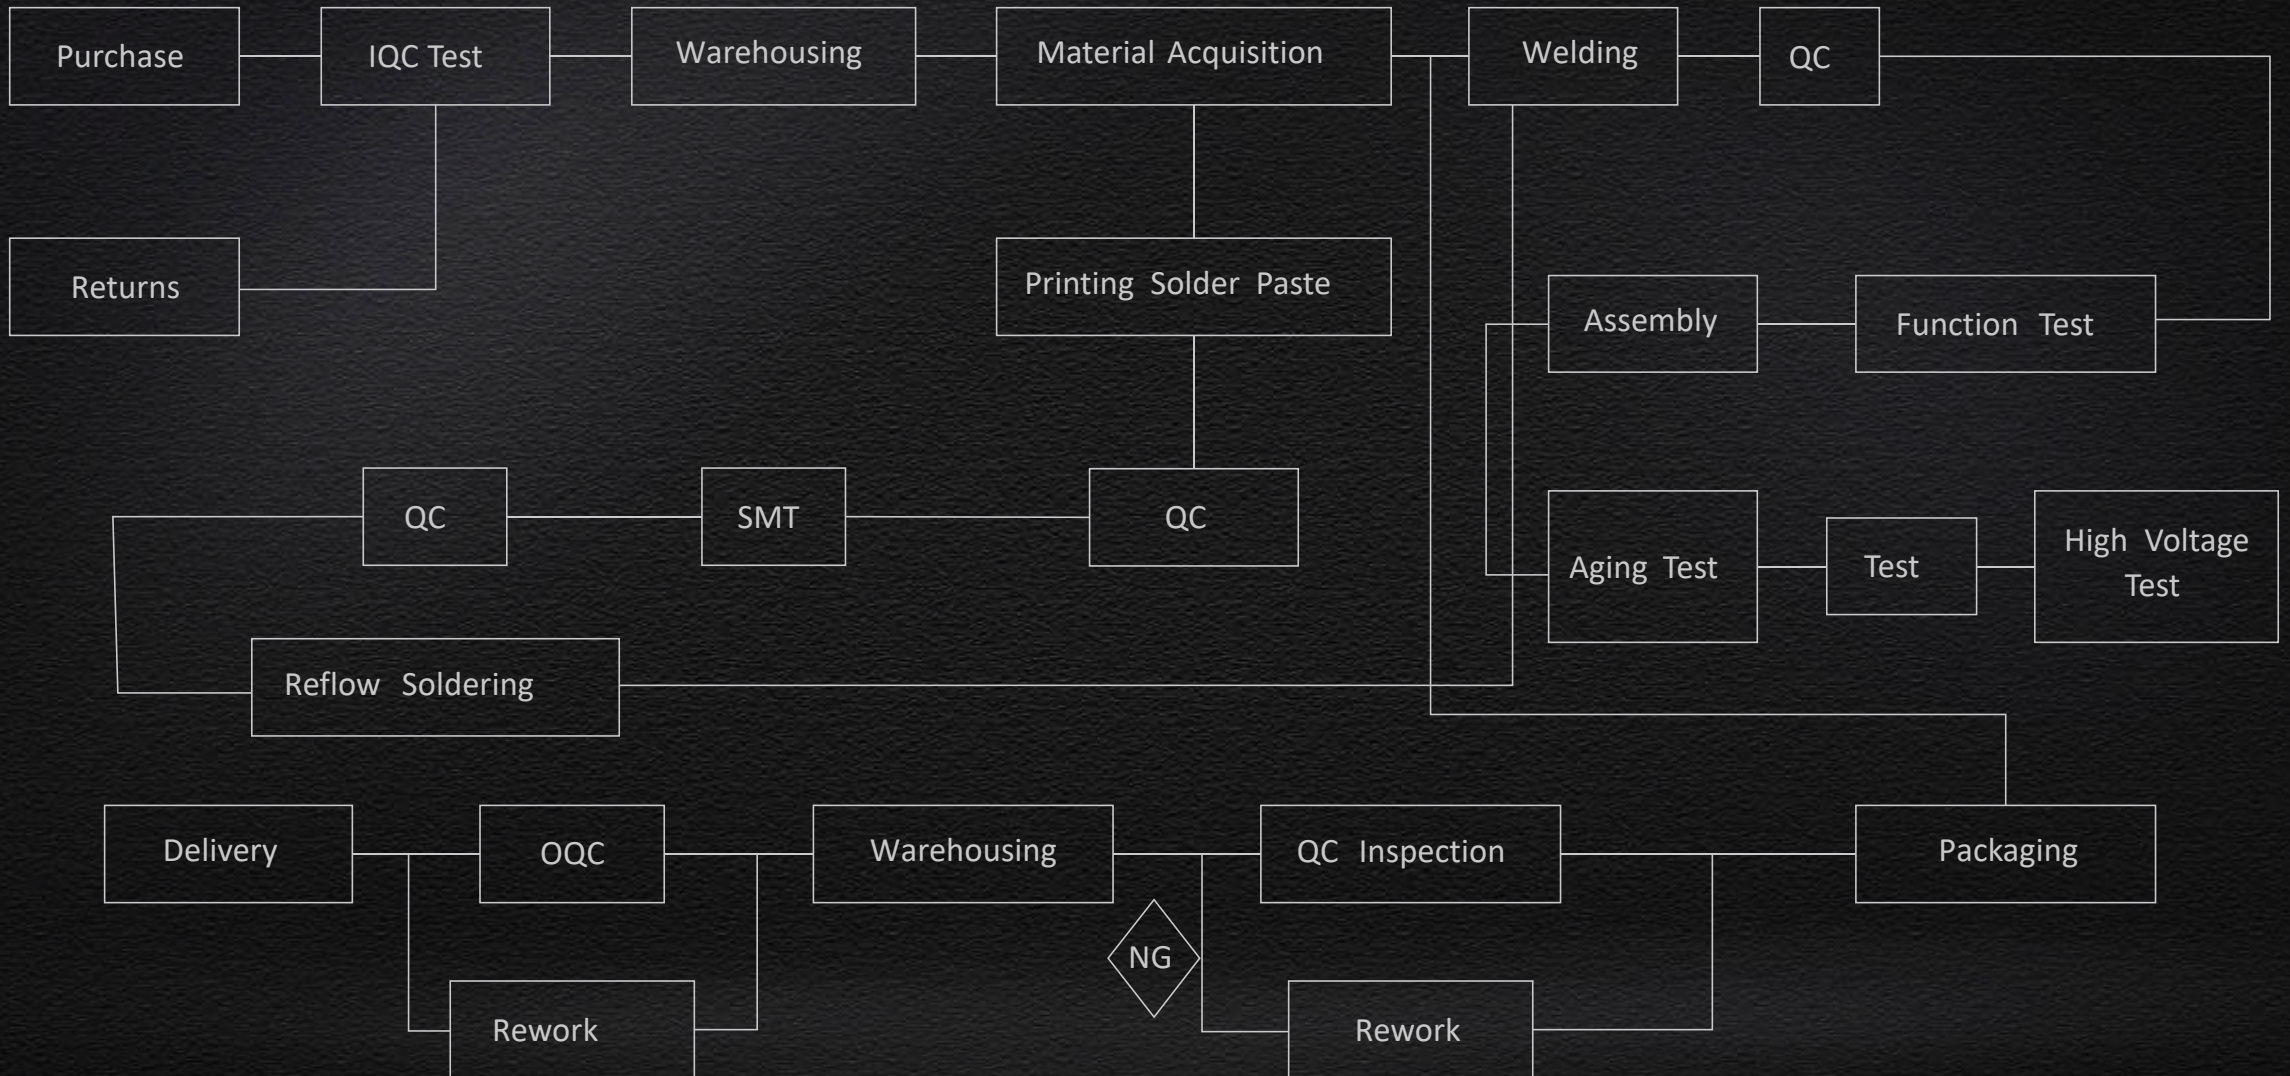 Purchase
IQC Test
Warehousing
Material Acquisition
Welding
QC
Returns
Printing Solder Paste
Assembly
Function Test
QC
SMT
QC
Aging Test
Test
High Voltage
Test
Reflow Soldering
Delivery
OQC
Warehousing
QC Inspection
Packaging
NG
Rework
Rework